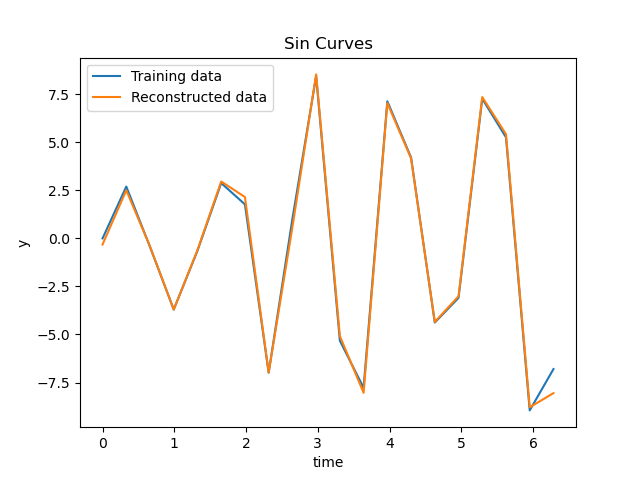 Sin Curves
Training data
Reconstructed data
7.5
5.0
2.5
0.0
−2.5
−5.0
−7.5
y
0 1 2 3 4 5 6
time